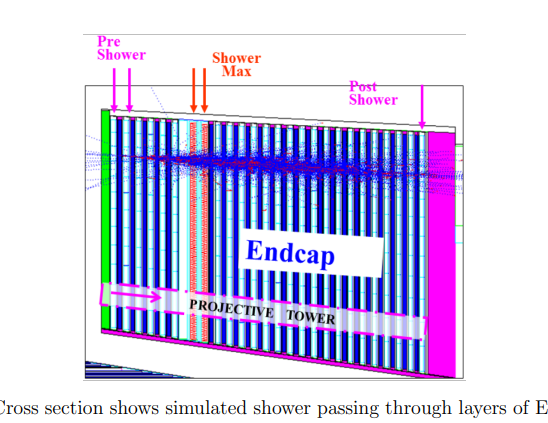 Pre
Shower
Shower
Max
Post
Shower
Endcap
PROJECTIVE TOWER
Cross section shows simulated shower passing through layers of E